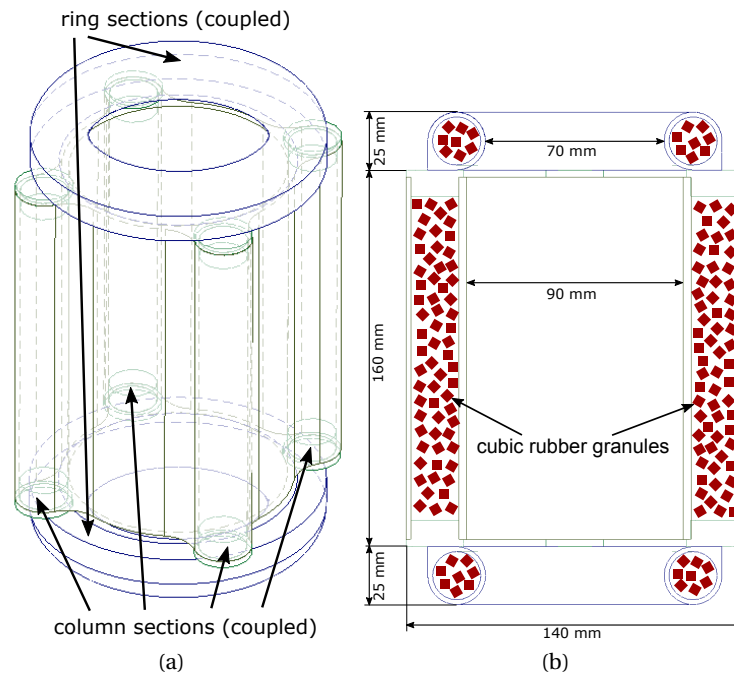 ring sections (coupled)
column sections (coupled)
(a)
25 mm
70 mm
160 mm
90 mm
cubic rubber granules
25 mm
140 mm
(b)